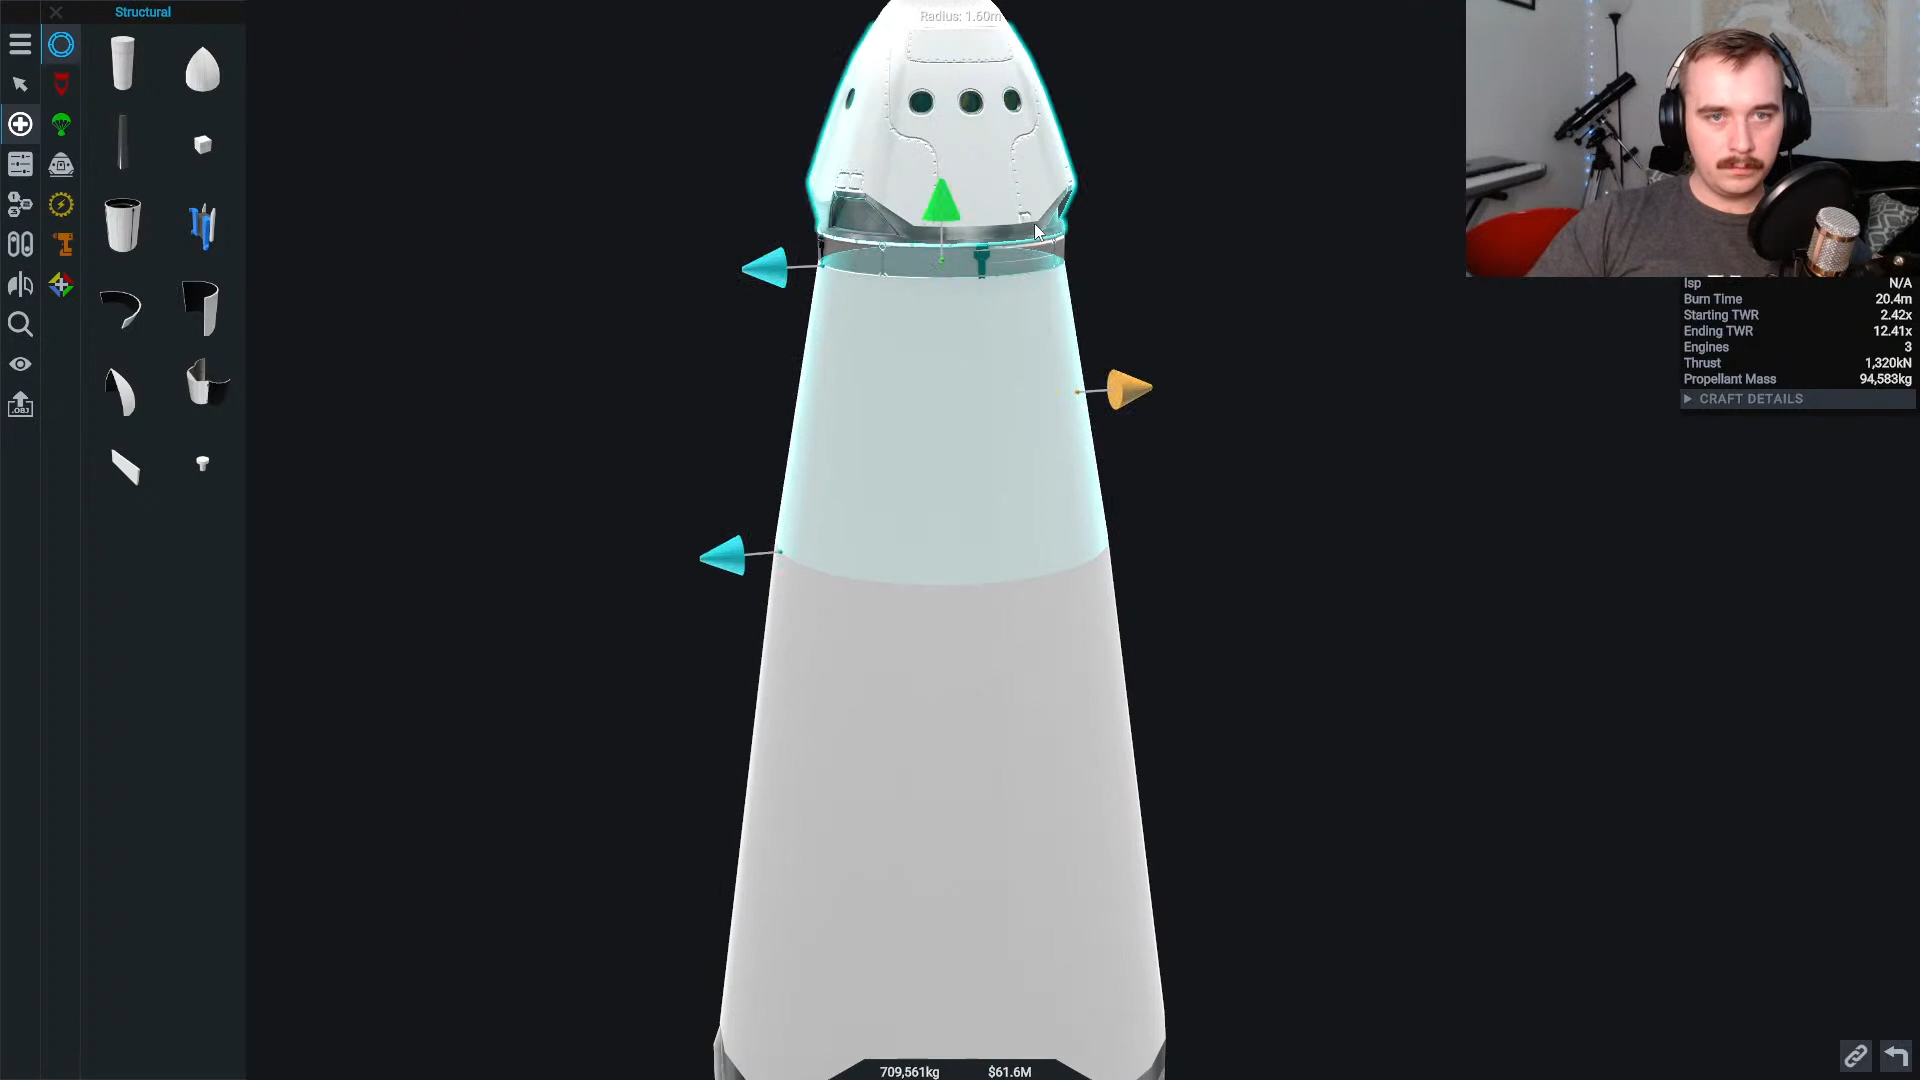 Structural
Radius: 1.60m
Isp N/A
Burn Time 20.4m
Starting TWR 2.42x
Ending TWR 12.41x
Engines 3
Thrust 1,320kN
Propellant Mass 94,583kg
CRAFT DETAILS
.OBJ
709,561kg $61.6M